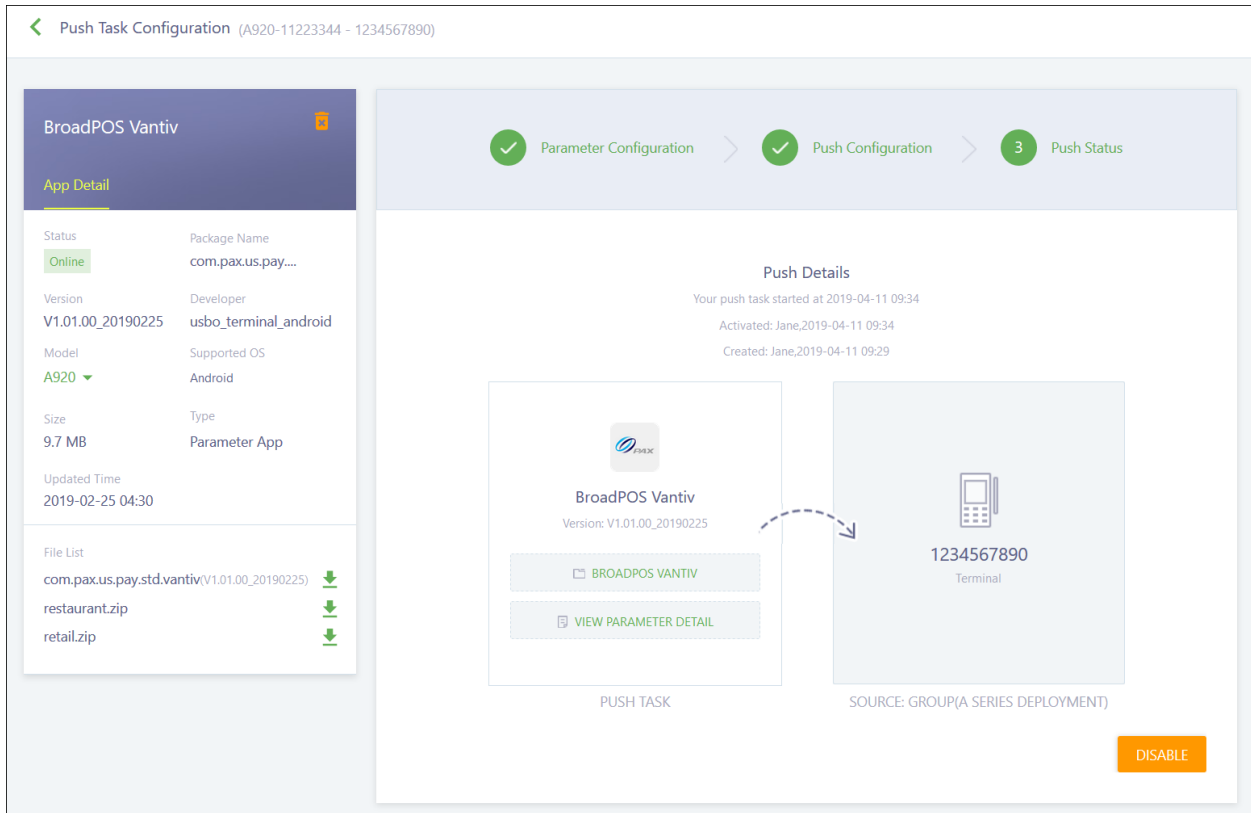 Push Task Configuration (A920-11223344 - 1234567890)
BroadPOS Vantiv
App Detail
Status
Package Name
Online
com.pax.us.pay....
Version
Developer
V1.01.00_20190225
usbo_terminal_android
Model
Supported OS
A920
Android
Size
Type
9.7 MB
Parameter App
Updated Time
2019-02-25 04:30
File List
com.pax.us.pay.std.vantiv(V1.01.00_20190225)
restaurant.zip
retail.zip
Parameter Configuration
Push Configuration
3 Push Status
Push Details
Your push task started at 2019-04-11 09:34
Activated: Jane,2019-04-11 09:34
Created: Jane,2019-04-11 09:29
PAX
BroadPOS Vantiv
Version: V1.01.00_20190225
BROADPOS VANTIV
VIEW PARAMETER DETAIL
PUSH TASK
1234567890
Terminal
SOURCE: GROUP(A SERIES DEPLOYMENT)
DISABLE